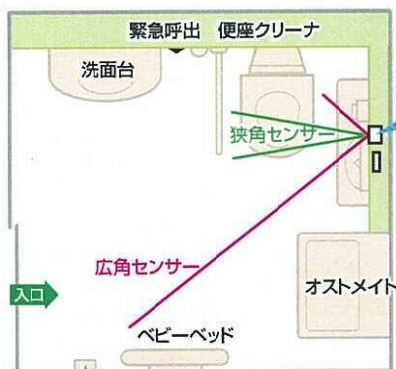 緊急呼出 便座クリーナ
洗面台
狭角センサー
広角センサー
入口
オストメイト
ベビーベッド